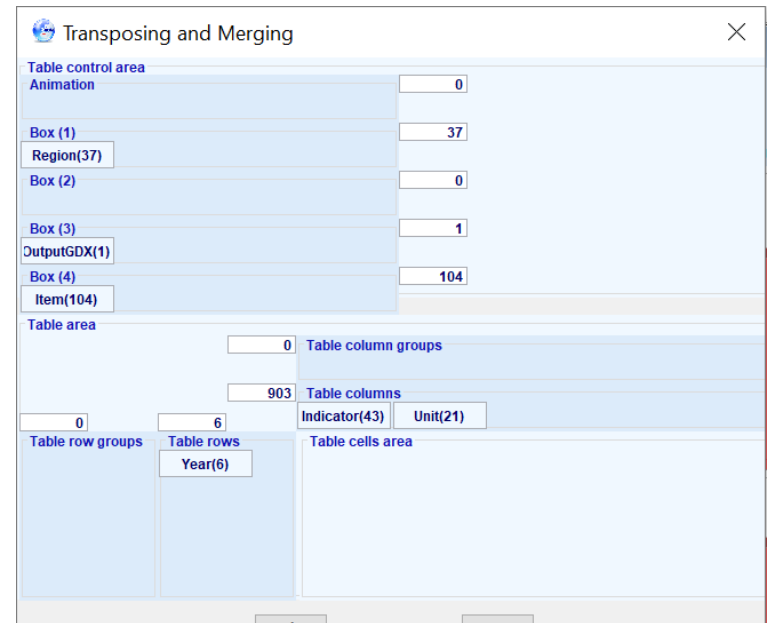 Transposing and Merging
Table control area
Animation 0
Box (1) 37
Region(37)
Box (2) 0
Box (3) 1
OutputGDX(1)
Box (4) 104
Item(104)
Table area
0 Table column groups
903 Table columns
Indicator(43) Unit(21)
0 6
Table row groups Table rows Table cells area
Year(6)